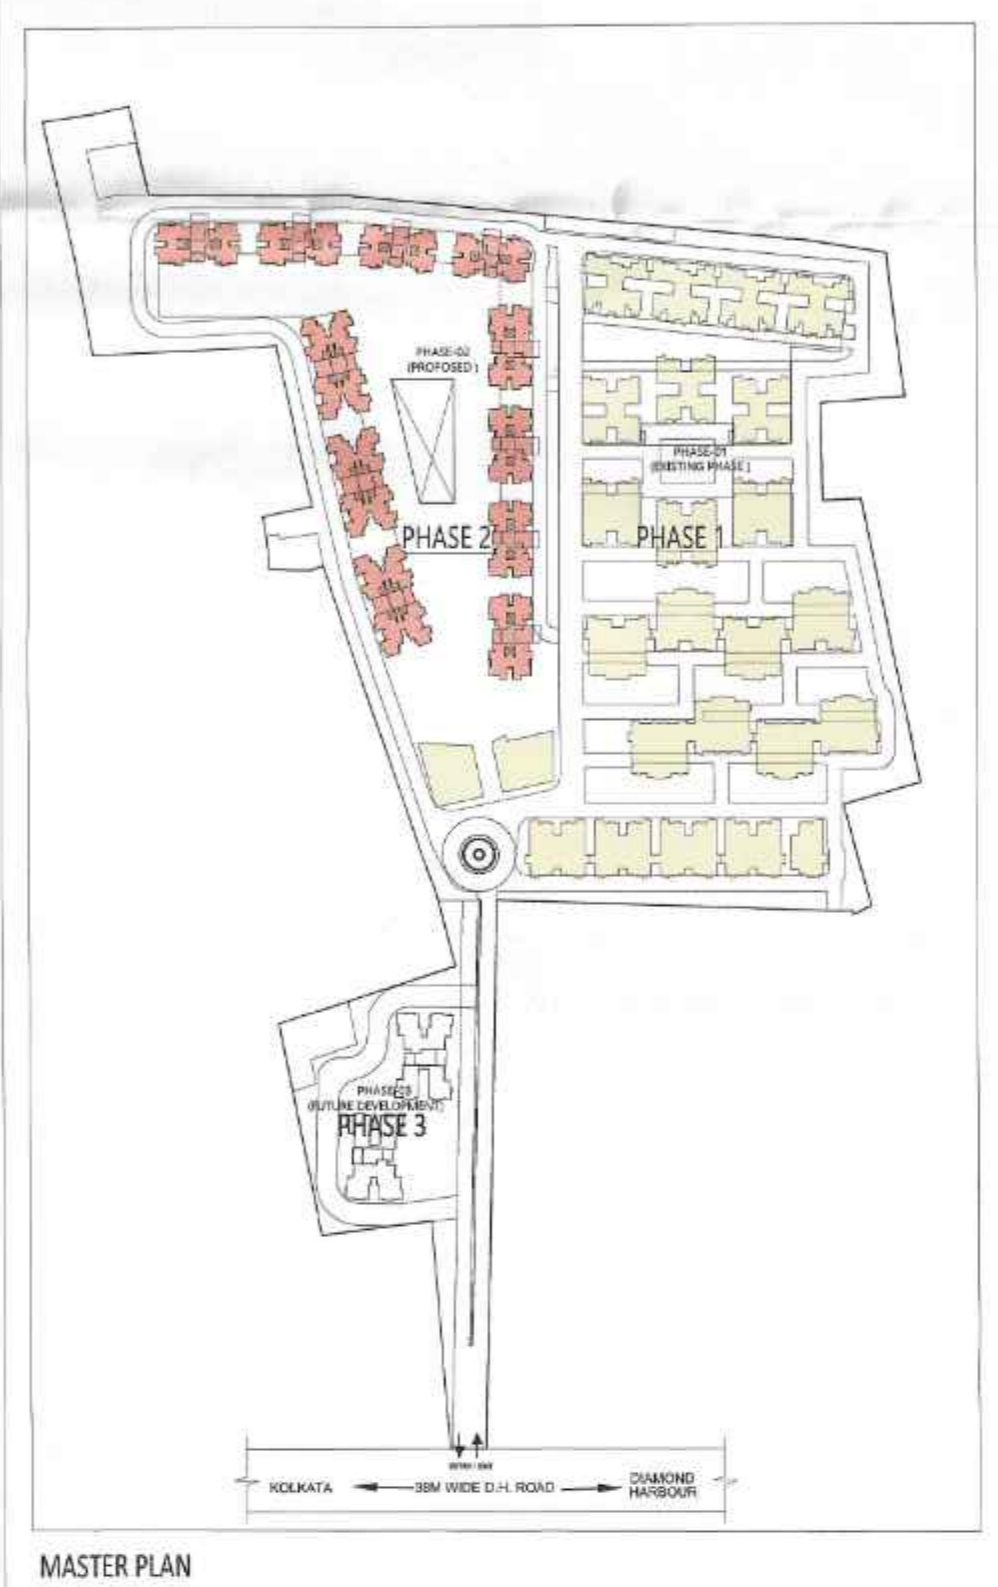 PHASE-02
(PROPOSED)
PHASE 2
PHASE-01
(EXISTING PHASE)
PHASE 1
PHASE-03
(FUTURE DEVELOPMENT)
PHASE 3
KOLKATA
38M WIDE D.H. ROAD
DIAMOND
HARBOUR
MASTER PLAN